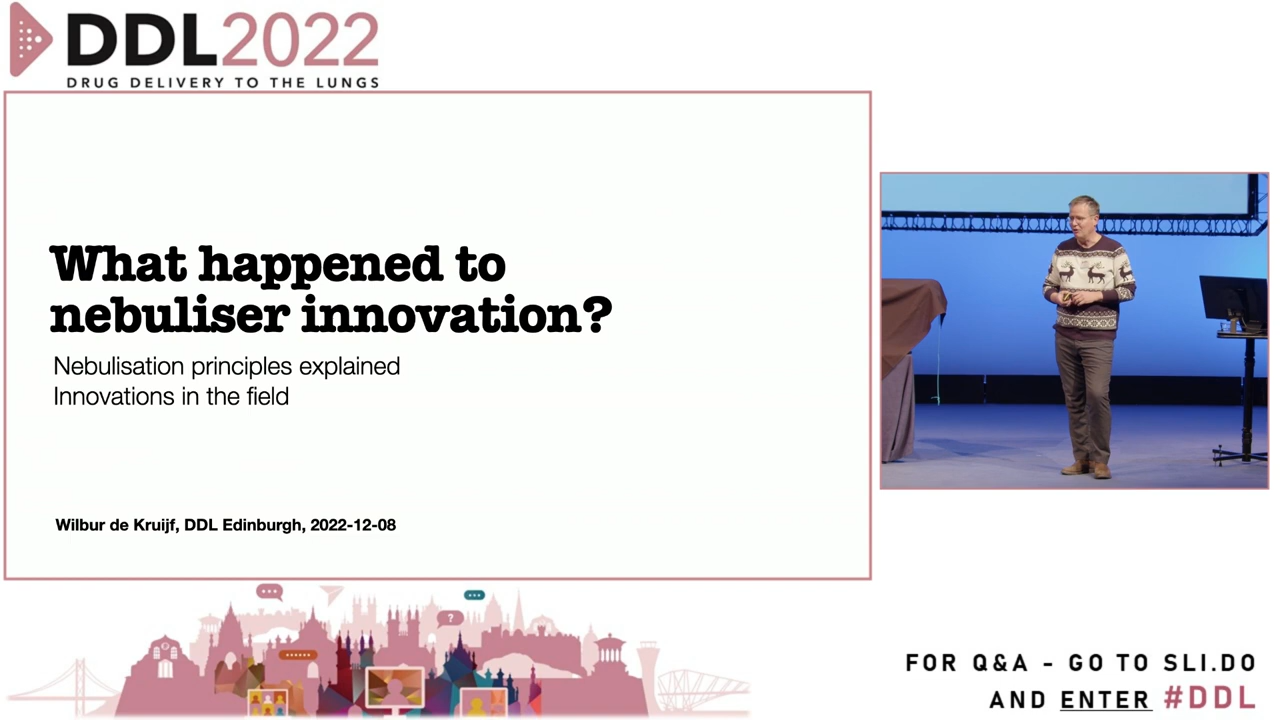 DDL2022
DRUG DELIVERY TO THE LUNGS
What happened to
nebuliser innovation?
Nebulisation principles explained
Innovations in the field
Wilbur de Kruijf, DDL Edinburgh, 2022-12-08
?
FOR Q&A - GO TO SLI.DO
AND ENTER #DDL